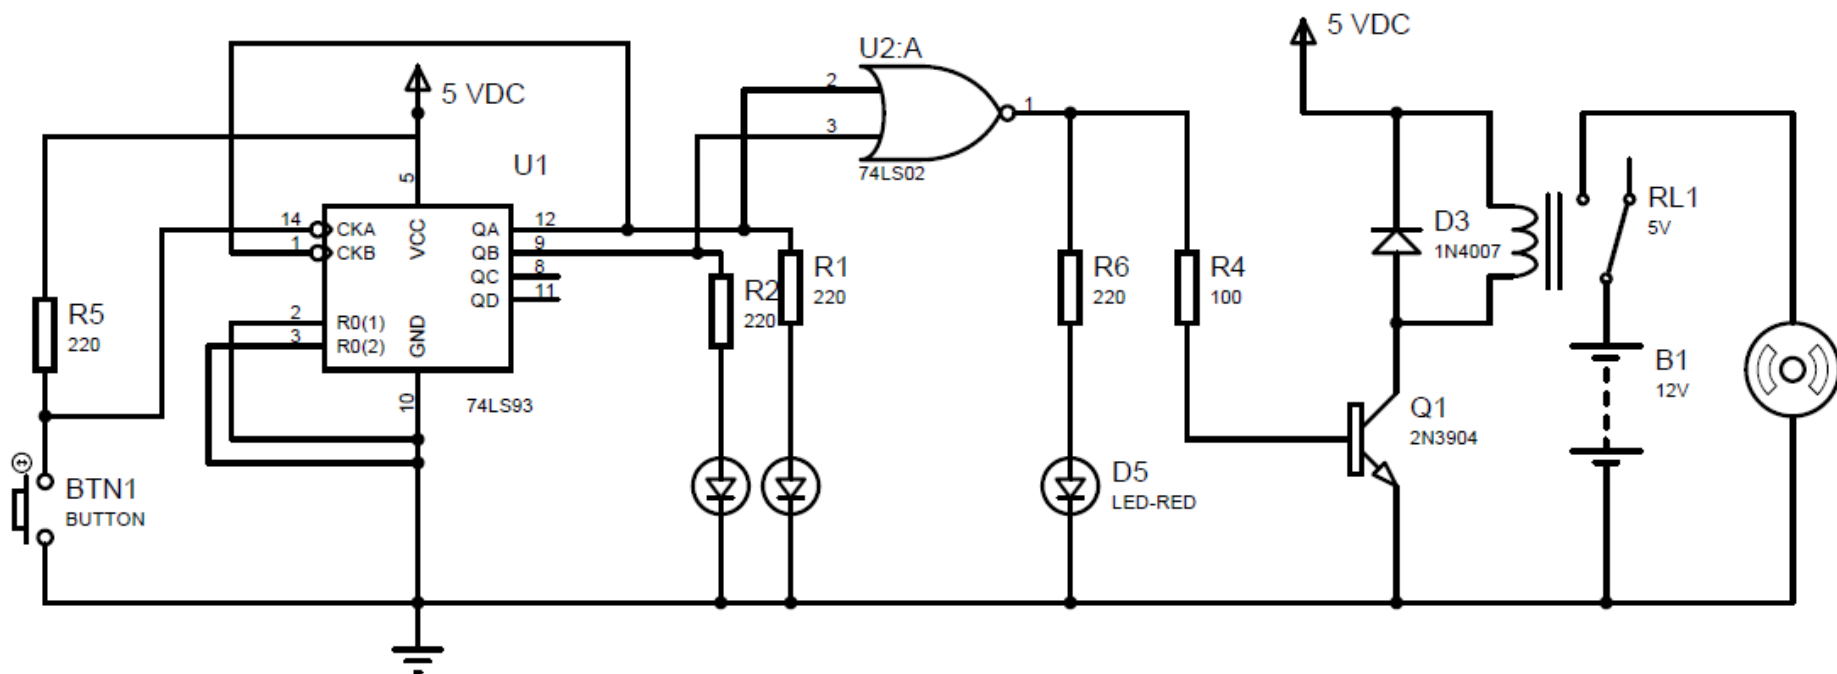 5 VDC
U2:A
5 VDC
2
1
3
74LS02
U1
5
14
CKA
VCC
QA
12
1
CKB
QB
9
QC
8
QD
11
R1
220
R2
220
R6
220
R4
100
D3
1N4007
RL1
5V
R5
220
2
R0(1)
3
R0(2)
GND
10
74LS93
B1
12V
Q1
2N3904
BTN1
BUTTON
D5
LED-RED